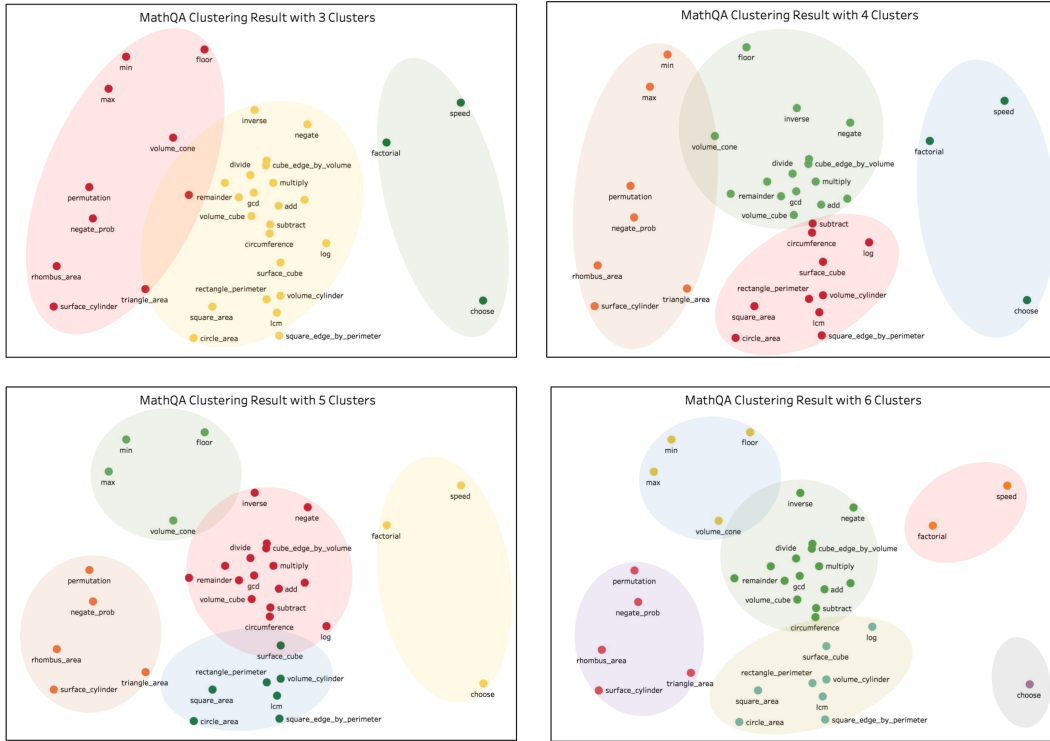 MathQA Clustering Result with 3 Clusters
floor
min
max
speed
inverse
negate
factorial
volume_cone
divide
cube_edge_by_volume
multiply
permutation
remainder
gcd
add
negate_prob
volume_cube
subtract
circumference
log
rhombus_area
surface_cube
rectangle_perimeter
triangle_area
volume_cylinder
surface_cylinder
square_area
choose
lcm
circle_area
square_edge_by_perimeter
MathQA Clustering Result with 4 Clusters
floor
min
max
speed
inverse
negate
factorial
volume_cone
divide
cube_edge_by_volume
multiply
permutation
remainder
gcd
add
negate_prob
volume_cube
subtract
circumference
log
rhombus_area
surface_cube
rectangle_perimeter
triangle_area
volume_cylinder
surface_cylinder
square_area
choose
lcm
circle_area
square_edge_by_perimeter
MathQA Clustering Result with 5 Clusters
floor
min
max
speed
inverse
negate
factorial
volume_cone
divide
cube_edge_by_volume
multiply
permutation
remainder
gcd
add
negate_prob
volume_cube
subtract
circumference
log
rhombus_area
surface_cube
rectangle_perimeter
triangle_area
volume_cylinder
surface_cylinder
square_area
choose
lcm
circle_area
square_edge_by_perimeter
MathQA Clustering Result with 6 Clusters
floor
min
max
speed
inverse
negate
factorial
volume_cone
divide
cube_edge_by_volume
multiply
permutation
remainder
gcd
add
negate_prob
volume_cube
subtract
circumference
log
rhombus_area
surface_cube
rectangle_perimeter
triangle_area
volume_cylinder
surface_cylinder
square_area
choose
lcm
circle_area
square_edge_by_perimeter